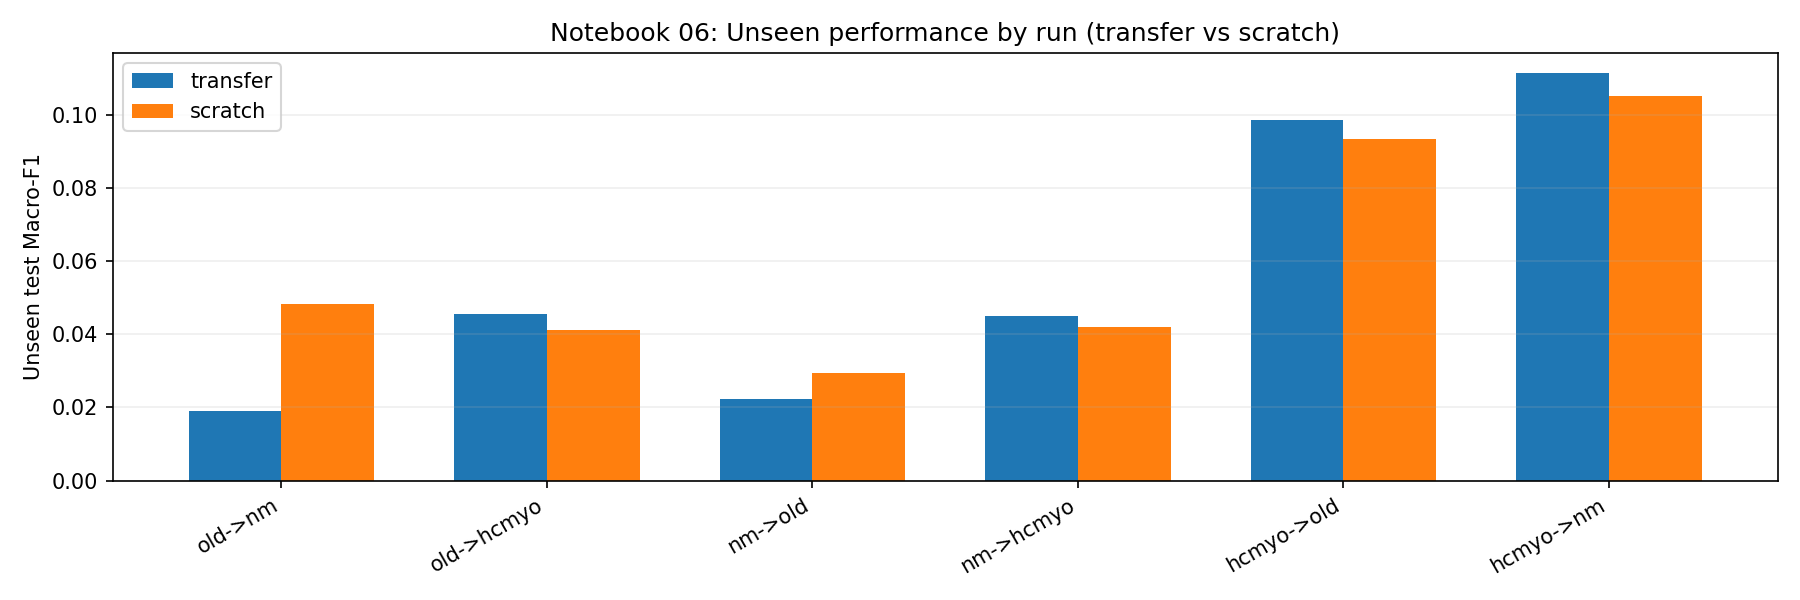 Notebook 06: Unseen performance by run (transfer vs scratch)
transfer
scratch
Unseen test Macro-F1
0.10
0.08
0.06
0.04
0.02
0.00
old->nm
old->hcmyo
nm->old
nm->hcmyo
hcmyo->old
hcmyo->nm